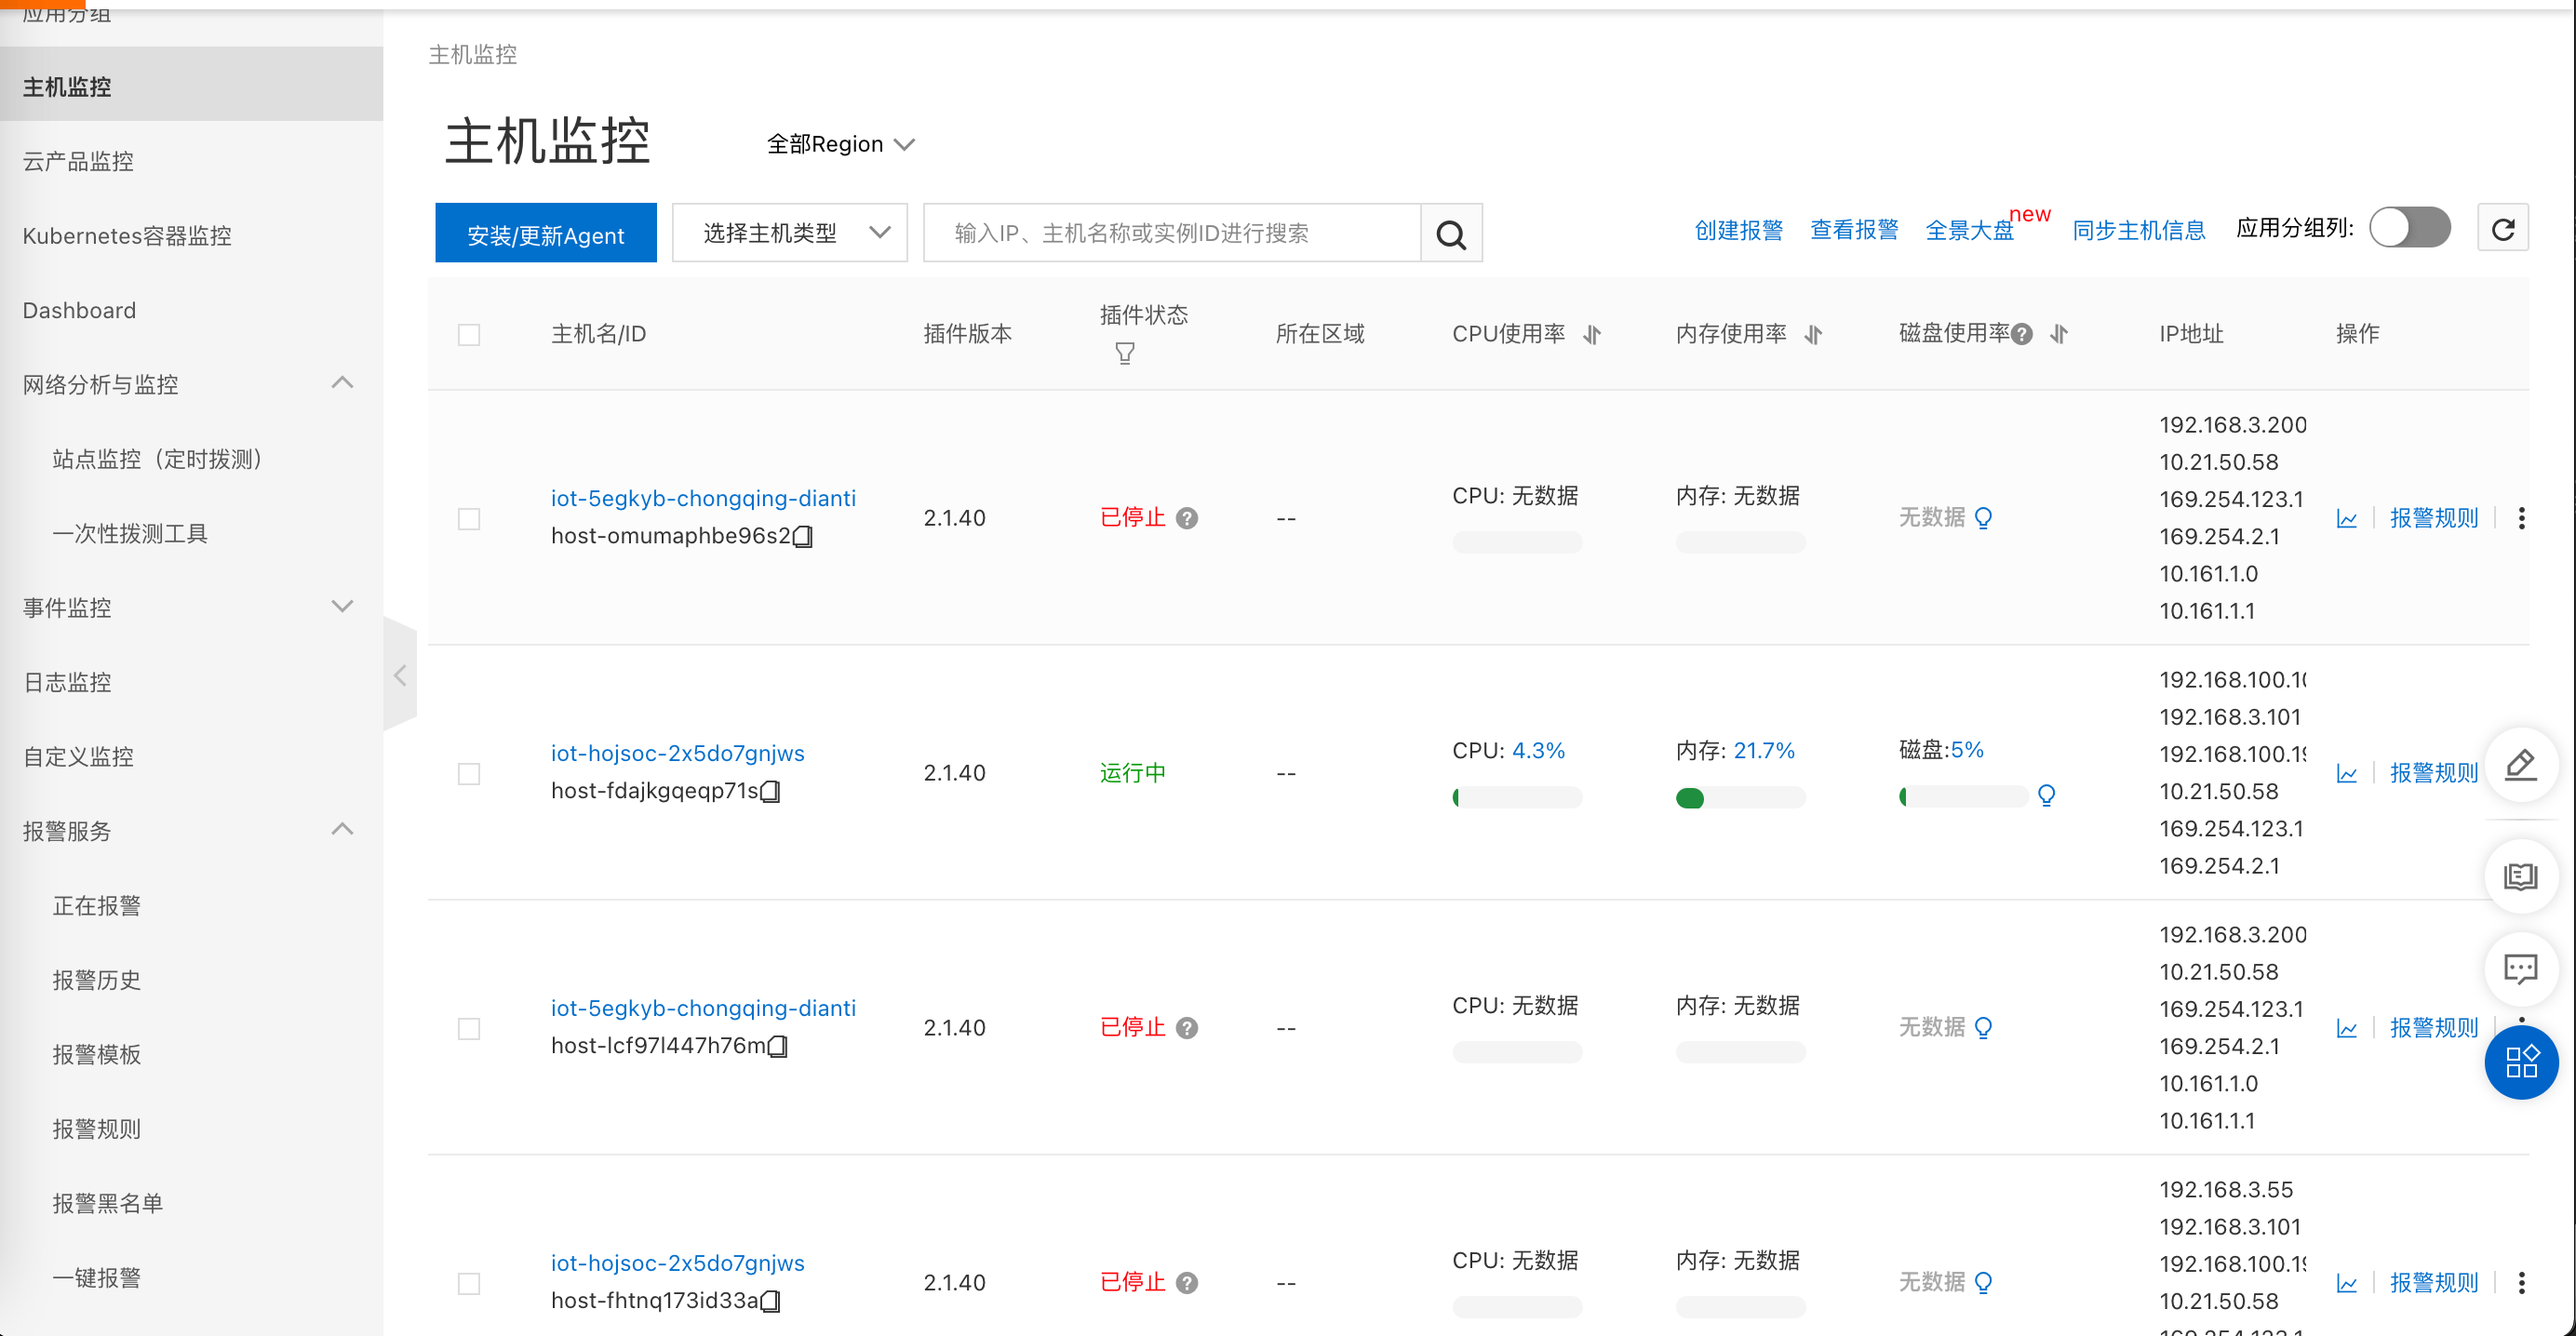 应用分组
主机监控
云产品监控
Kubernetes容器监控
Dashboard
网络分析与监控
站点监控（定时拨测）
一次性拨测工具
事件监控
日志监控
自定义监控
报警服务
正在报警
报警历史
报警模板
报警规则
报警黑名单
一键报警
主机监控
主机监控
全部Region
安装/更新Agent
选择主机类型
输入IP、主机名称或实例ID进行搜索
创建报警
查看报警
全景大盘
new
同步主机信息
应用分组列:
主机名/ID
插件版本
插件状态
所在区域
CPU使用率
内存使用率
磁盘使用率
IP地址
操作
iot-5egkyb-chongqing-dianti
host-omumaphbe96s2
2.1.40
已停止
--
CPU: 无数据
内存: 无数据
无数据
192.168.3.200
10.21.50.58
169.254.123.1
169.254.2.1
10.161.1.0
10.161.1.1
报警规则
iot-hojsoc-2x5do7gnjws
host-fdajkgqeqp71s
2.1.40
运行中
--
CPU: 4.3%
内存: 21.7%
磁盘:5%
192.168.100.10
192.168.3.101
192.168.100.19
10.21.50.58
169.254.123.1
169.254.2.1
报警规则
iot-5egkyb-chongqing-dianti
host-lcf97l447h76m
2.1.40
已停止
--
CPU: 无数据
内存: 无数据
无数据
192.168.3.200
10.21.50.58
169.254.123.1
169.254.2.1
10.161.1.0
10.161.1.1
报警规则
iot-hojsoc-2x5do7gnjws
host-fhtnq173id33a
2.1.40
已停止
--
CPU: 无数据
内存: 无数据
无数据
192.168.3.55
192.168.3.101
192.168.100.19
10.21.50.58
169.254.123.1
报警规则